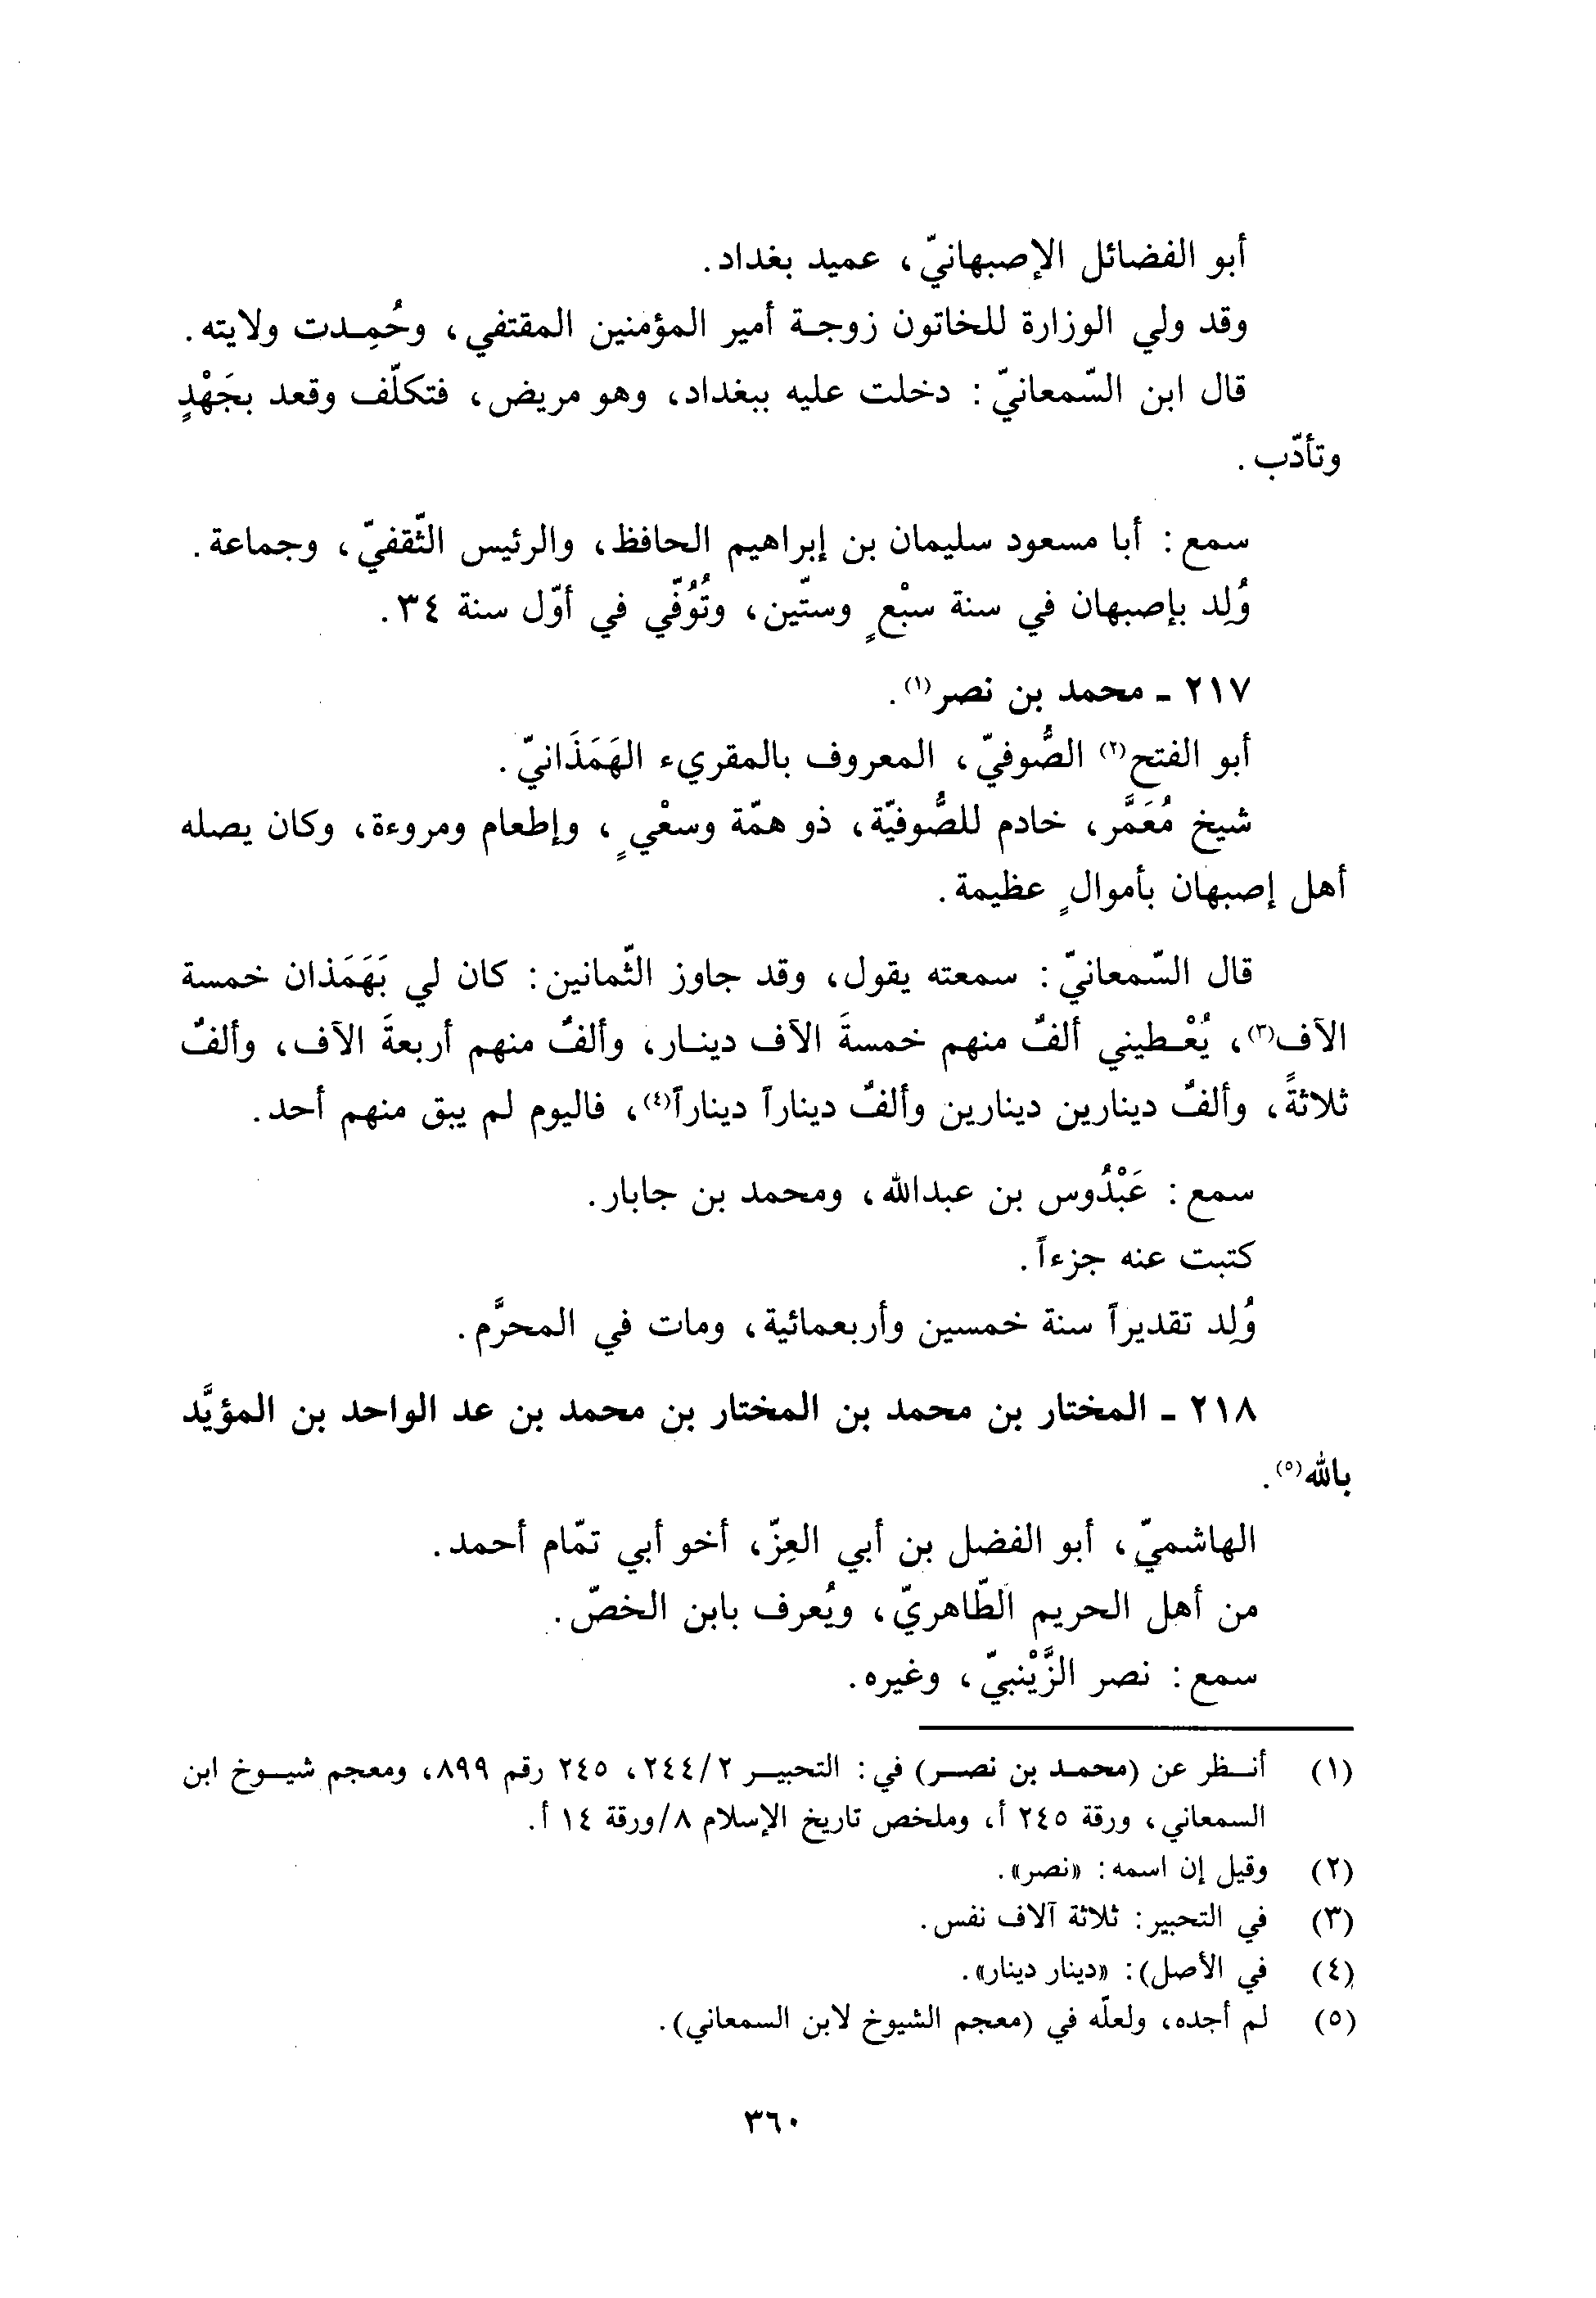 أبو الفضائل الإصبهانيّ، عميد بغداد.
وقد ولي الوزارة للخاتون زوجة أمير المؤمنين المقتفي، وحُمِدت ولايته.
قال ابن السّمعانيّ: دخلت عليه ببغداد، وهو مريض، فتكلّف وقعد بجَهْدٍ
وتأدّب.
سمع: أبا مسعود سليمان بن إبراهيم الحافظ، والرئيس الثّقفيّ، وجماعة.
وُلِد بإصبهان في سنة سبْعٍ وستّين، وتُوُفّي في أوّل سنة ٣٤.
٢١٧ ـ محمد بن نصر(١).
أبو الفتح(٢) الصُّوفيّ، المعروف بالمقريء الهَمَذَانيّ.
شيخ مُعَمَّر، خادم للصُّوفيّة، ذو همّة وسعْيٍ، وإطعام ومروءة، وكان يصله
أهل إصبهان بأموالٍ عظيمة.
قال السّمعانيّ: سمعته يقول، وقد جاوز الثّمانين: كان لي بَهَمَذان خمسة
الآف(٣)، يُعْطيني ألفٌ منهم خمسةَ الآف دينار، وألفٌ منهم أربعةَ الآف، وألفٌ
ثلاثةً، وألفٌ دينارين دينارين وألفٌ ديناراً ديناراً(٤)، فاليوم لم يبق منهم أحد.
سمع: عَبْدُوس بن عبدالله، ومحمد بن جابار.
كتبت عنه جزءاً.
وُلِد تقديراً سنة خمسين وأربعمائية، ومات في المحرَّم.
٢١٨ ـ المختار بن محمد بن المختار بن محمد بن عد الواحد بن المؤيَّد
بالله(٥).
الهاشميّ، أبو الفضل بن أبي العِزّ، أخو أبي تمّام أحمد.
من أهل الحريم الطّاهريّ، ويُعرف بابن الخصّ.
سمع: نصر الزَّيْنبيّ، وغيره.
(١) أنظر عن (محمد بن نصر) في: التحبير ٢/٢٤٤، ٢٤٥ رقم ٨٩٩، ومعجم شيوخ ابن
السمعاني، ورقة ٢٤٥ أ، وملخص تاريخ الإسلام ٨/ورقة ١٤ أ.
(٢) وقيل إن اسمه: «نصر».
(٣) في التحبير: ثلاثة آلاف نفس.
(٤) في الأصل): «دينار دينار».
(٥) لم أجده، ولعلّه في (معجم الشيوخ لابن السمعاني).
٣٦٠